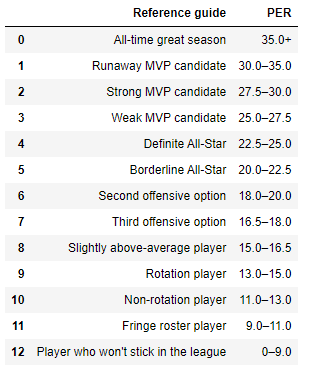 Reference guide PER
0 All-time great season 35.0+
1 Runaway MVP candidate 30.0–35.0
2 Strong MVP candidate 27.5–30.0
3 Weak MVP candidate 25.0–27.5
4 Definite All-Star 22.5–25.0
5 Borderline All-Star 20.0–22.5
6 Second offensive option 18.0–20.0
7 Third offensive option 16.5–18.0
8 Slightly above-average player 15.0–16.5
9 Rotation player 13.0–15.0
10 Non-rotation player 11.0–13.0
11 Fringe roster player 9.0–11.0
12 Player who won't stick in the league 0–9.0